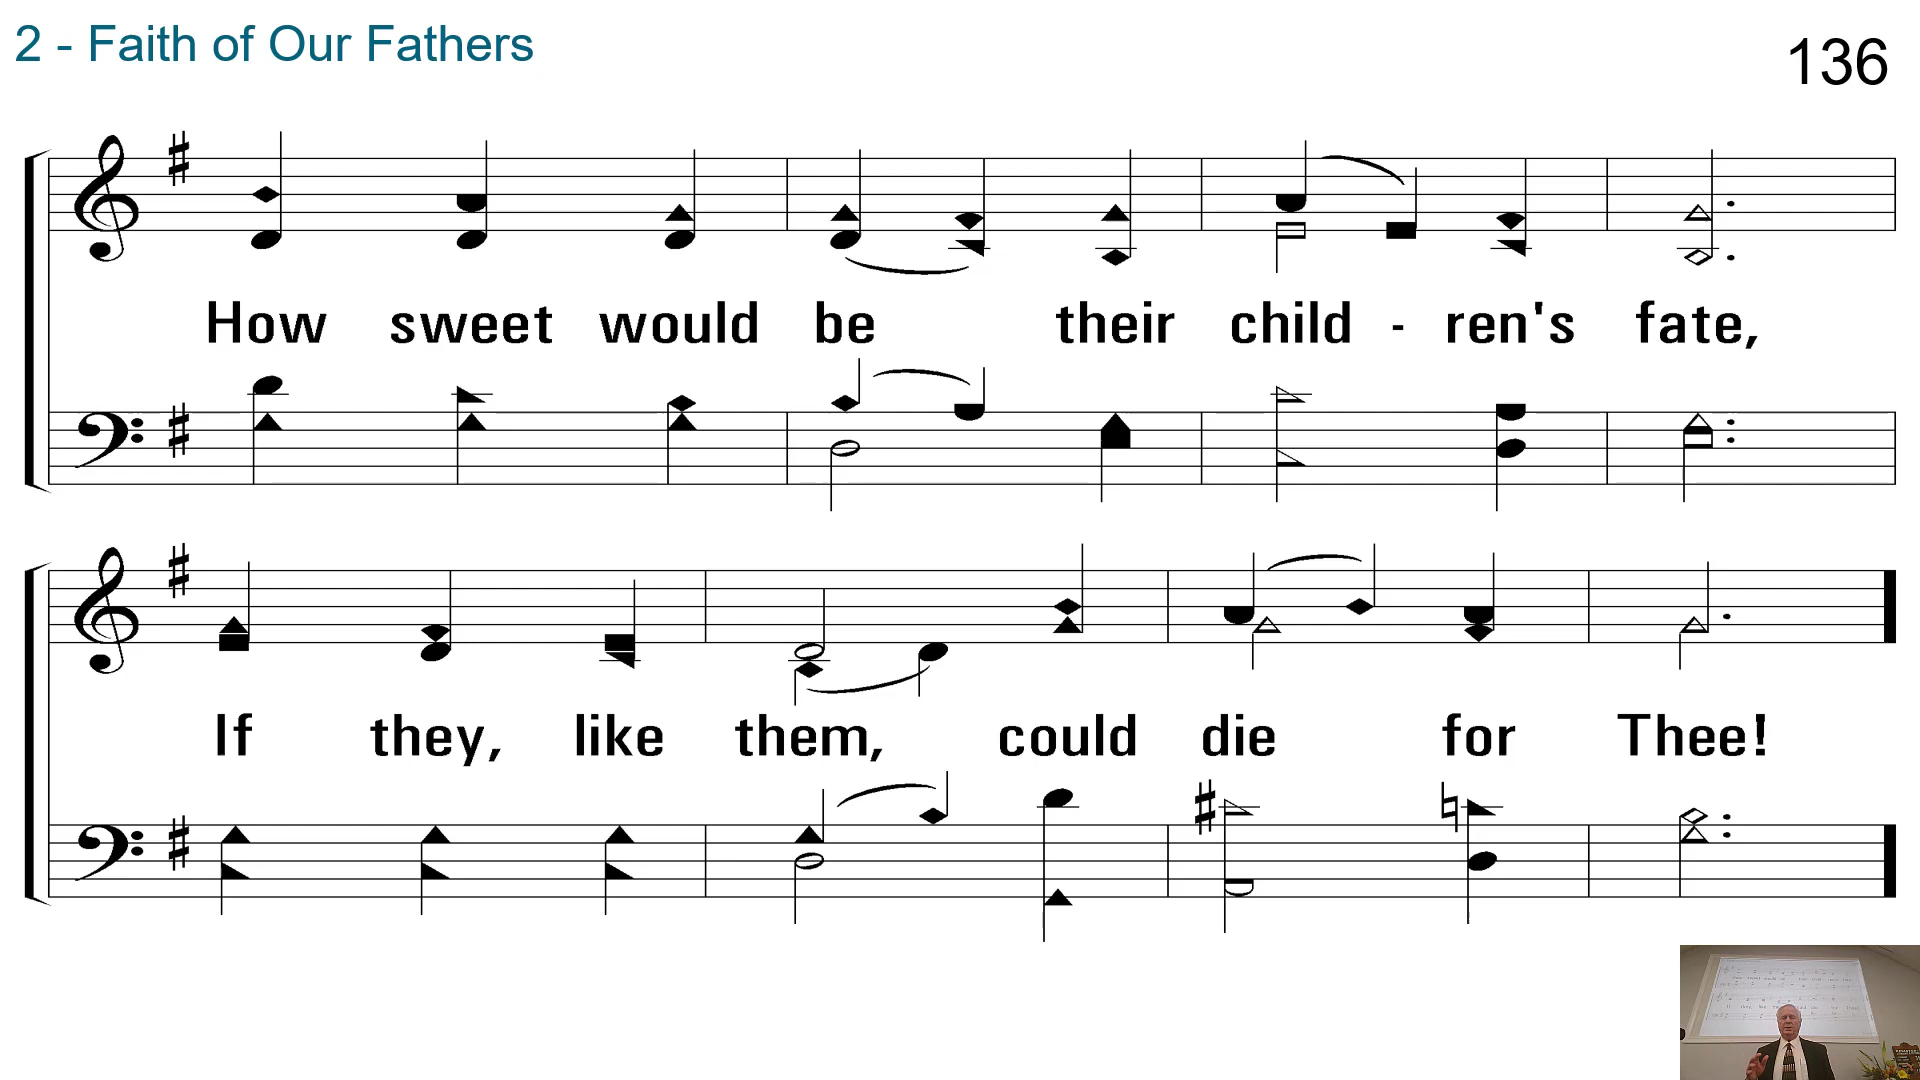 2 - Faith of Our Fathers
136
How sweet would be their child - ren's fate,
If they, like them, could die for Thee!